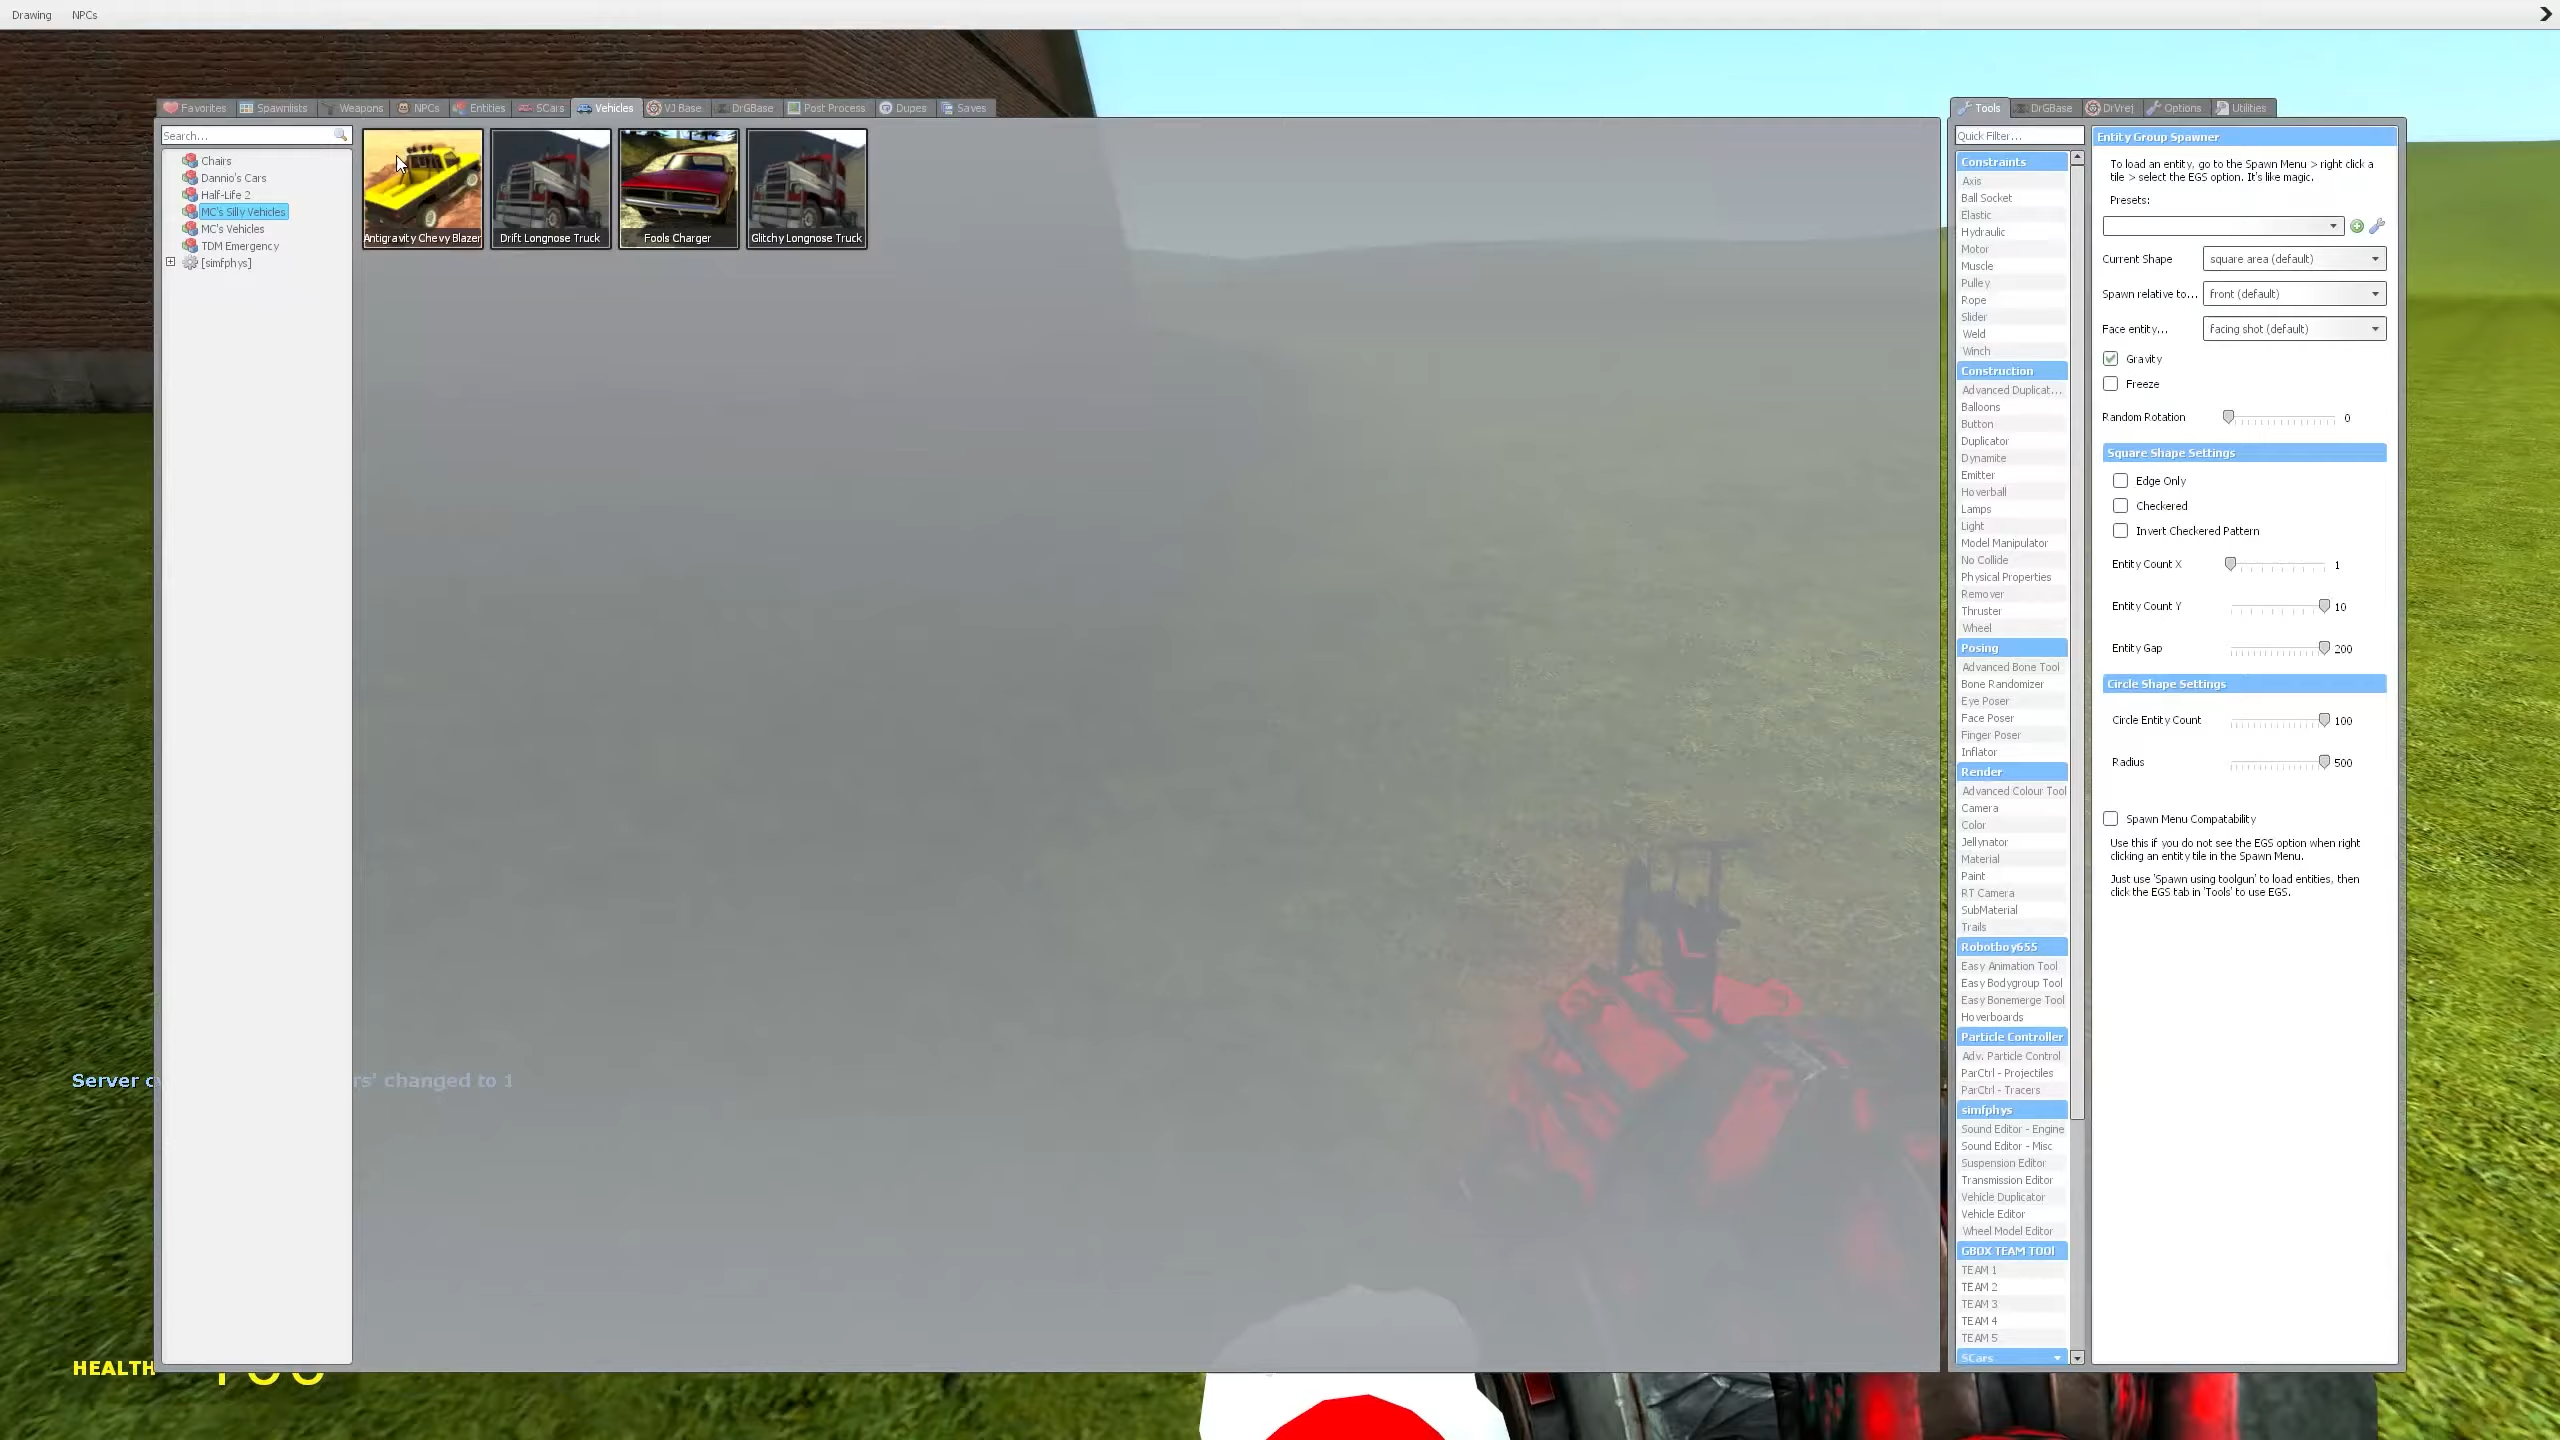 Drawing NPCs
Favorites Spawnlists Weapons NPCs Entities SCars Vehicles VJ Base DrGBase Post Process Dupes Saves
Search...
Chairs
Dannio's Cars
Half-Life 2
MC's Silly Vehicles
MC's Vehicles
TDM Emergency
[simfphys]
Antigravity Chevy Blazer
Drift Longnose Truck
Fools Charger
Glitchy Longnose Truck
Server c
rs' changed to 1
HEALTH
Tools DrGBase DrVrej Options Utilities
Quick Filter...
Constraints
Axis
Ball Socket
Elastic
Hydraulic
Motor
Muscle
Pulley
Rope
Slider
Weld
Winch
Construction
Advanced Duplicat...
Balloons
Button
Duplicator
Dynamite
Emitter
Hoverball
Lamps
Light
Model Manipulator
No Collide
Physical Properties
Remover
Thruster
Wheel
Posing
Advanced Bone Tool
Bone Randomizer
Eye Poser
Face Poser
Finger Poser
Inflator
Render
Advanced Colour Tool
Camera
Color
Jellynator
Material
Paint
RT Camera
SubMaterial
Trails
Robotboy655
Easy Animation Tool
Easy Bodygroup Tool
Easy Bonemerge Tool
Hoverboards
Particle Controller
Adv. Particle Control
ParCtrl - Projectiles
ParCtrl - Tracers
simfphys
Sound Editor - Engine
Sound Editor - Misc
Suspension Editor
Transmission Editor
Vehicle Duplicator
Vehicle Editor
Wheel Model Editor
GBOX TEAM TOOl
TEAM 1
TEAM 2
TEAM 3
TEAM 4
TEAM 5
SCars
Entity Group Spawner
To load an entity, go to the Spawn Menu > right click a
tile > select the EGS option. It's like magic.
Presets:
Current Shape square area (default)
Spawn relative to... front (default)
Face entity... facing shot (default)
Gravity
Freeze
Random Rotation 0
Square Shape Settings
Edge Only
Checkered
Invert Checkered Pattern
Entity Count X 1
Entity Count Y 10
Entity Gap 200
Circle Shape Settings
Circle Entity Count 100
Radius 500
Spawn Menu Compatability
Use this if you do not see the EGS option when right
clicking an entity tile in the Spawn Menu.
Just use 'Spawn using toolgun' to load entities, then
click the EGS tab in 'Tools' to use EGS.